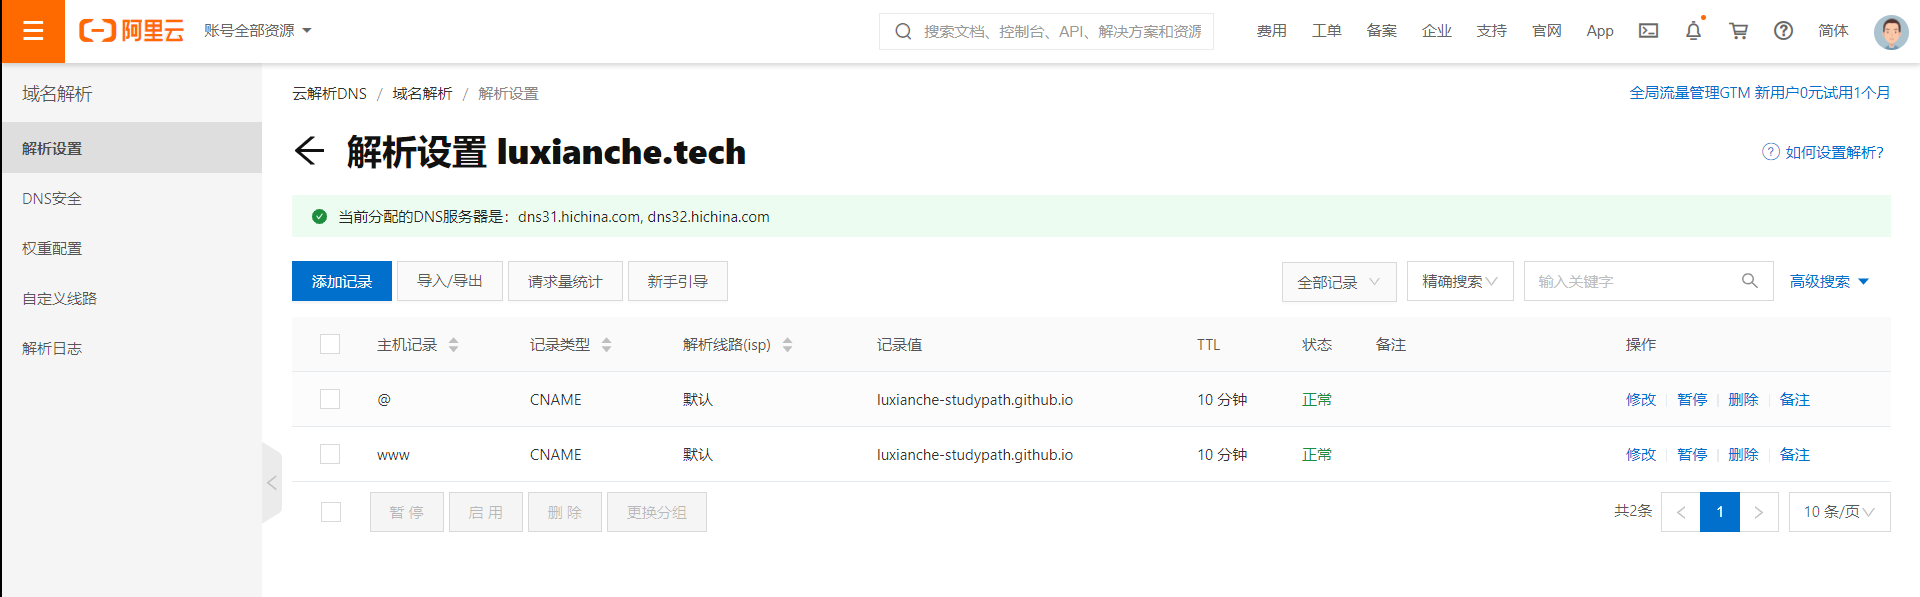 阿里云 账号全部资源 搜索文档、控制台、API、解决方案和资源 费用 工单 备案 企业 支持 官网 App 简体
域名解析
解析设置
DNS安全
权重配置
自定义线路
解析日志
云解析DNS / 域名解析 / 解析设置 全局流量管理GTM 新用户0元试用1个月
解析设置 luxianche.tech ? 如何设置解析?
当前分配的DNS服务器是：dns31.hichina.com, dns32.hichina.com
添加记录 导入/导出 请求量统计 新手引导 全部记录 精确搜索 输入关键字 高级搜索
主机记录 记录类型 解析线路(isp) 记录值 TTL 状态 备注 操作
@ CNAME 默认 luxianche-studypath.github.io 10 分钟 正常 修改 暂停 删除 备注
www CNAME 默认 luxianche-studypath.github.io 10 分钟 正常 修改 暂停 删除 备注
暂 停 启 用 删 除 更换分组 共2条 < 1 > 10 条/页